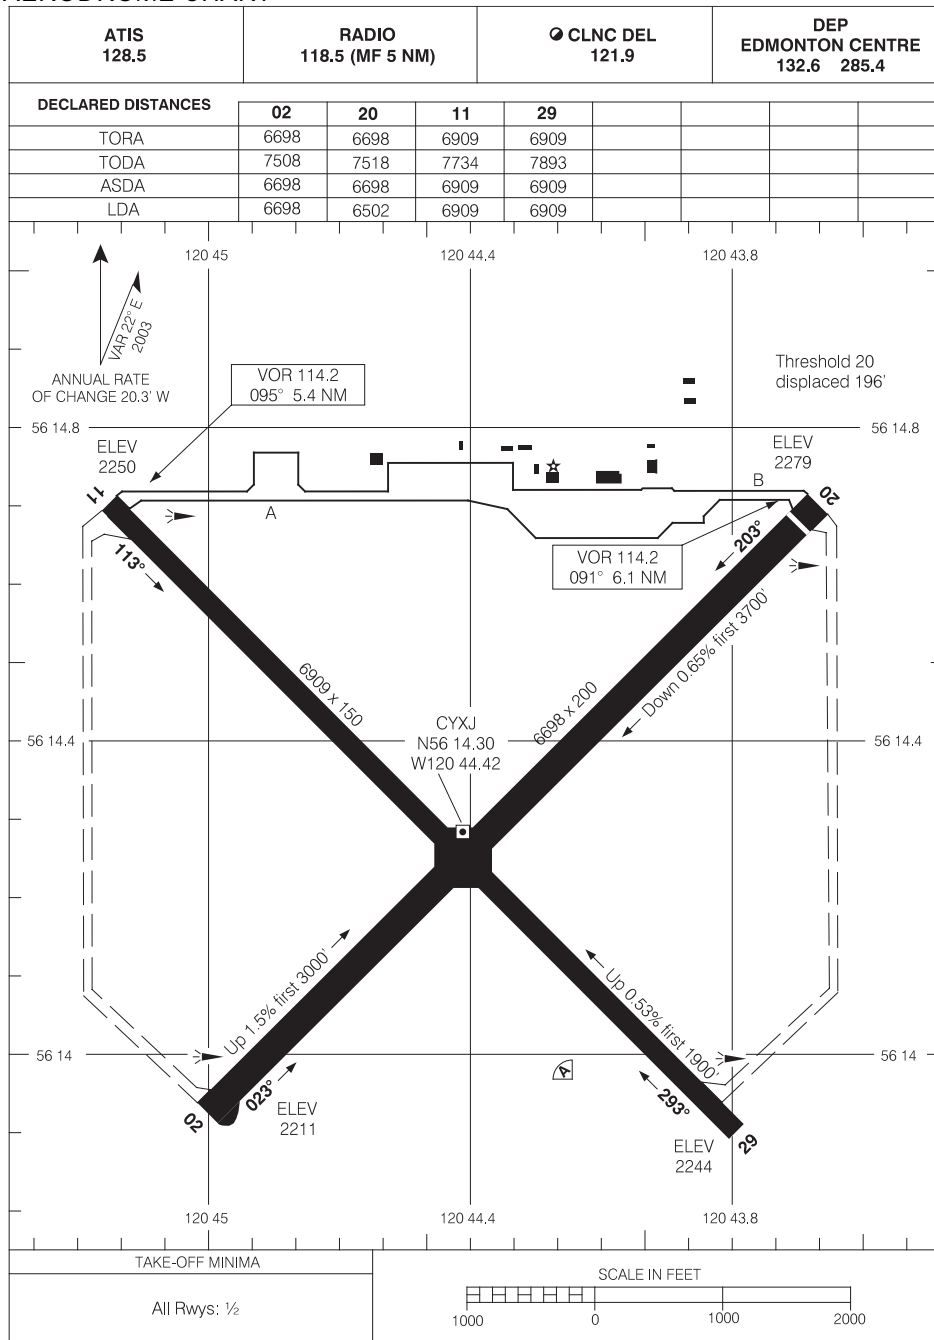 ATIS
128.5
RADIO
118.5 (MF 5 NM)
CLNC DEL
121.9
DEP
EDMONTON CENTRE
132.6 285.4
DECLARED DISTANCES 02 20 11 29
TORA 6698 6698 6909 6909
TODA 7508 7518 7734 7893
ASDA 6698 6698 6909 6909
LDA 6698 6502 6909 6909
120 45 120 44.4 120 43.8
VAR 22° E
2003
ANNUAL RATE
OF CHANGE 20.3' W
VOR 114.2
095° 5.4 NM
Threshold 20
displaced 196'
56 14.8 56 14.8
ELEV
2250
ELEV
2279
11
A
B
20
113°
VOR 114.2
091° 6.1 NM
203°
Down 0.65% first 3700'
6909 x 150
6698 x 200
CYXJ
N56 14.30
W120 44.42
56 14.4 56 14.4
Up 1.5% first 3000'
Up 0.53% first 1900'
56 14 56 14
A
02
023°
ELEV
2211
293°
ELEV
2244
29
120 45 120 44.4 120 43.8
TAKE-OFF MINIMA
All Rwys: ½
SCALE IN FEET
1000 0 1000 2000